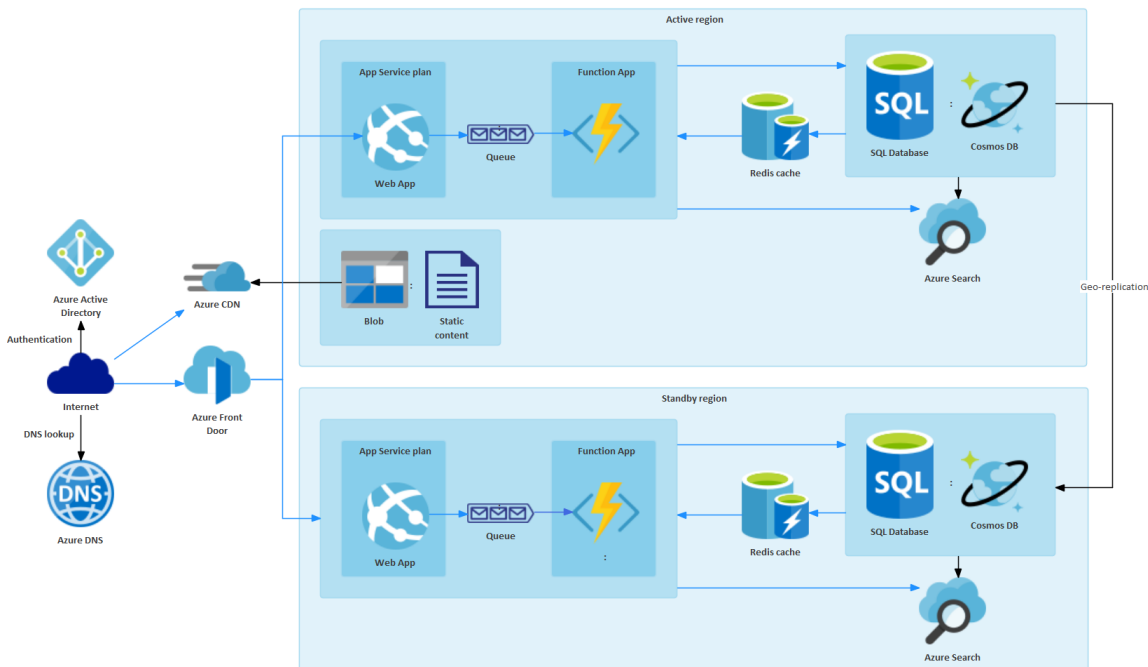 Active region
App Service plan
Function App
SQL
:
SQL Database
Cosmos DB
Queue
Web App
Redis cache
Azure Search
Geo-replication
Azure Active
Directory
Azure CDN
:
Blob
Static
content
Authentication
Internet
Azure Front
Door
DNS lookup
DNS
Azure DNS
Standby region
App Service plan
Function App
SQL
:
SQL Database
Cosmos DB
Queue
Web App
:
Redis cache
Azure Search